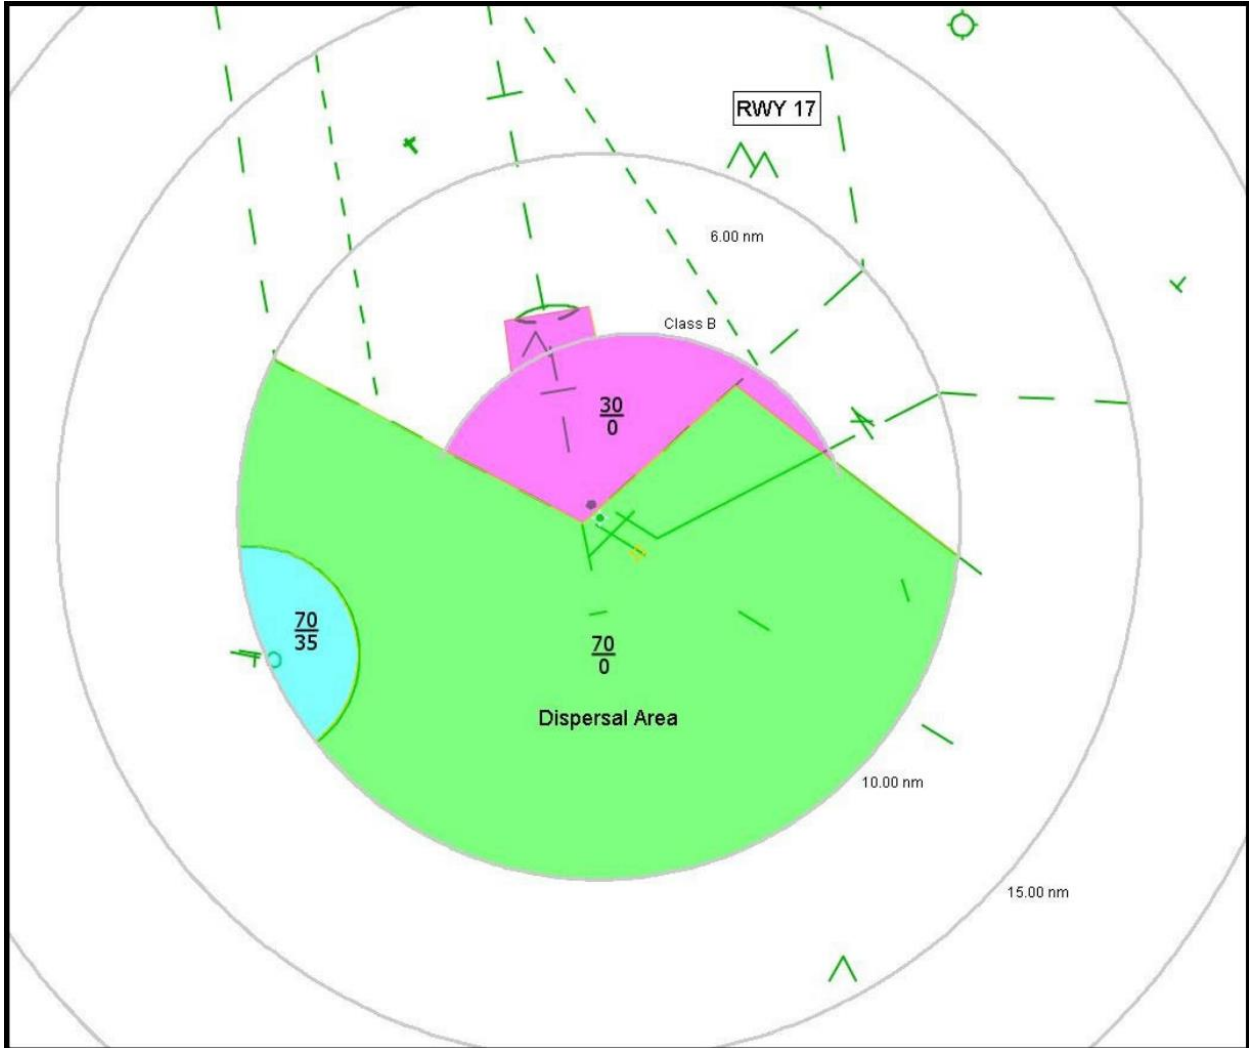 RWY 17
6.00 nm
Class B
30
0
70
35
70
0
Dispersal Area
10.00 nm
15.00 nm